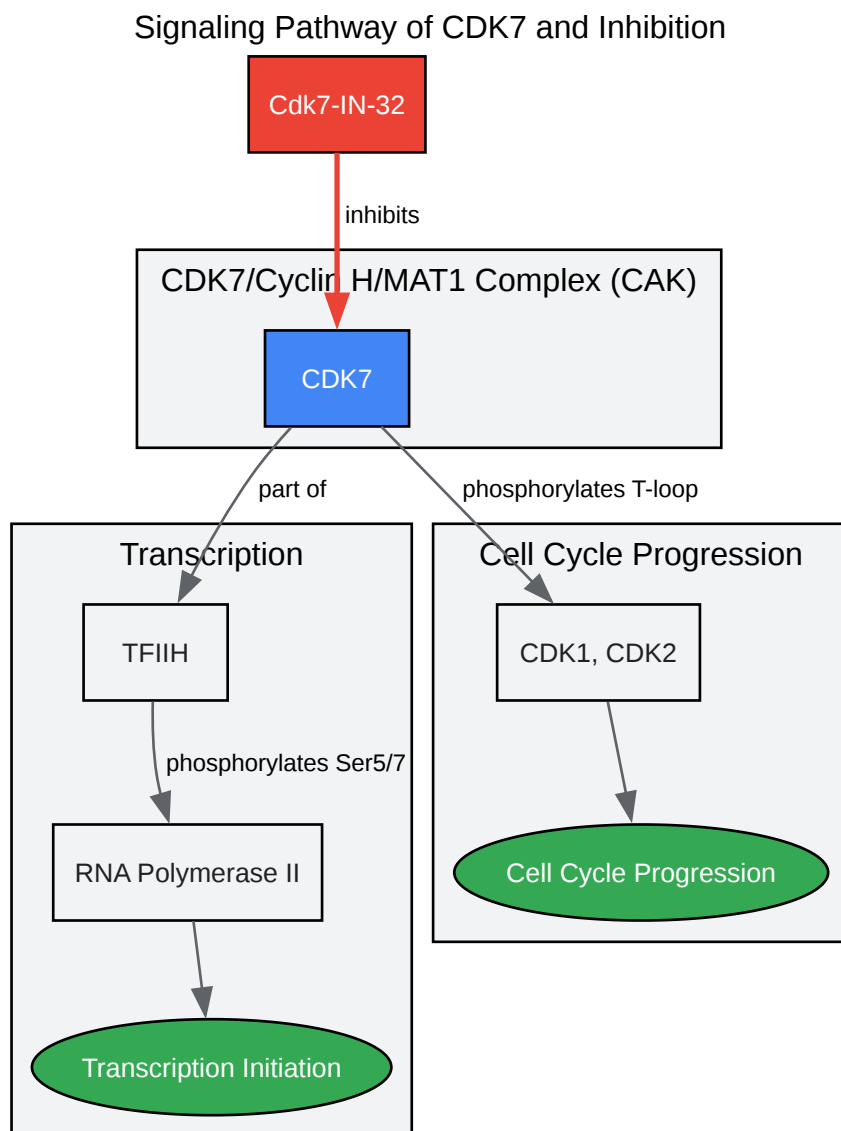 Signaling Pathway of CDK7 and Inhibition
Cdk7-IN-32
inhibits
CDK7/Cyclin H/MAT1 Complex (CAK)
CDK7
part of
phosphorylates T-loop
Transcription
Cell Cycle Progression
TFIIH
CDK1, CDK2
phosphorylates Ser5/7
RNA Polymerase II
Cell Cycle Progression
Transcription Initiation